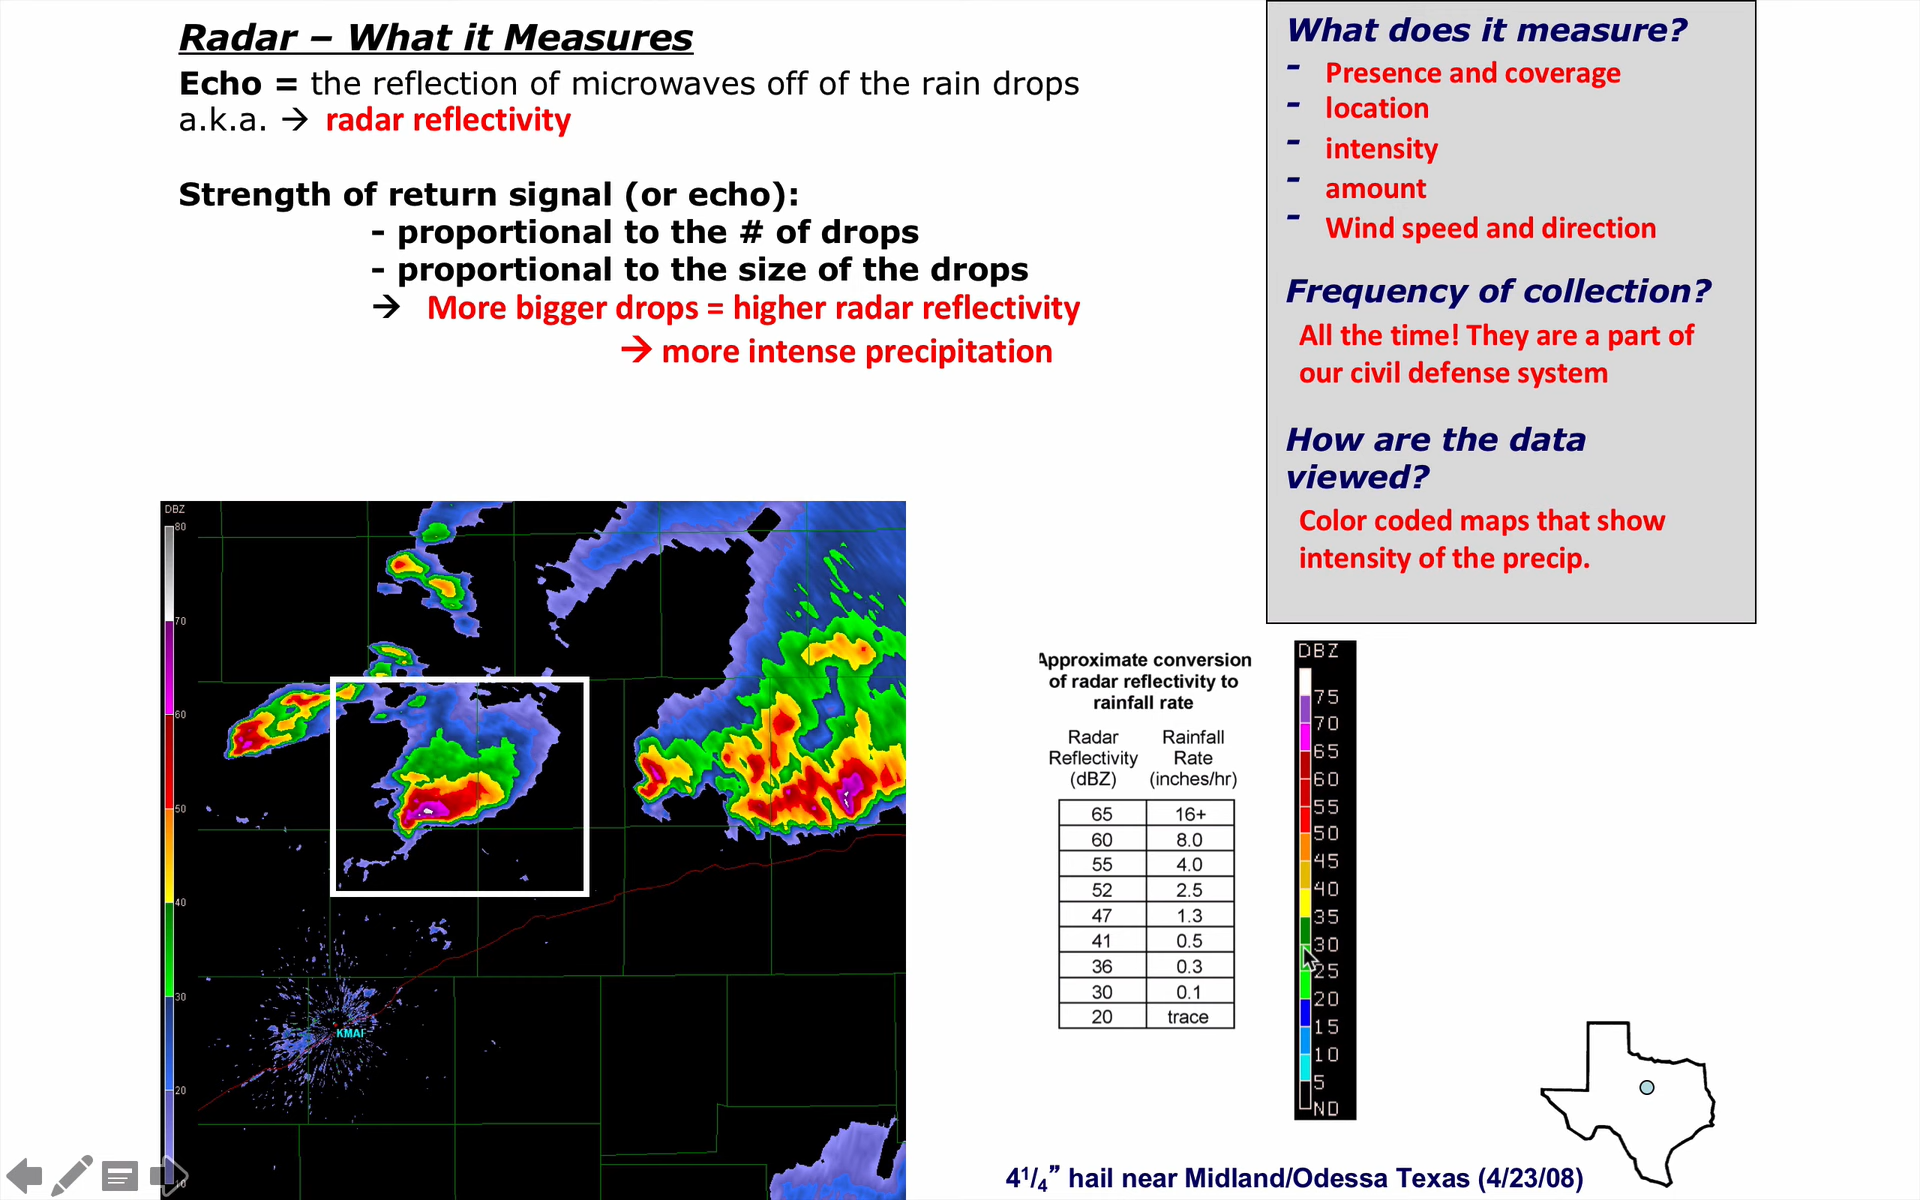 Radar – What it Measures
Echo = the reflection of microwaves off of the rain drops
a.k.a. → radar reflectivity
Strength of return signal (or echo):
- proportional to the # of drops
- proportional to the size of the drops
→ More bigger drops = higher radar reflectivity
→ more intense precipitation
What does it measure?
- Presence and coverage
- location
- intensity
- amount
- Wind speed and direction
Frequency of collection?
All the time! They are a part of
our civil defense system
How are the data
viewed?
Color coded maps that show
intensity of the precip.
DBZ
80
70
60
50
40
30
20
10
KMAF
Approximate conversion
of radar reflectivity to
rainfall rate
Radar Rainfall
Reflectivity Rate
(dBZ) (inches/hr)
65 16+
60 8.0
55 4.0
52 2.5
47 1.3
41 0.5
36 0.3
30 0.1
20 trace
DBZ
75
70
65
60
55
50
45
40
35
30
25
20
15
10
5
ND
4¹/₄” hail near Midland/Odessa Texas (4/23/08)